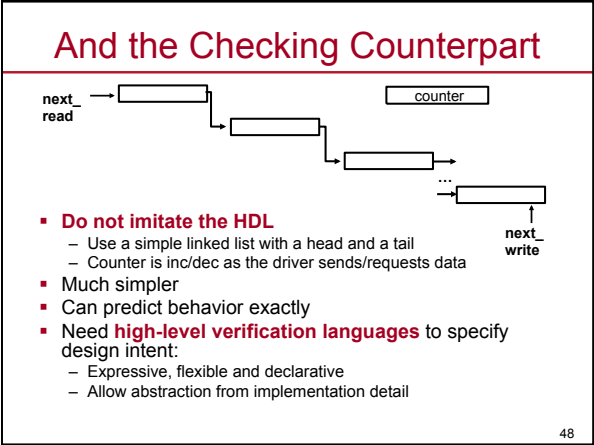 And the Checking Counterpart
next_
read
counter
...
next_
write
▪ Do not imitate the HDL
– Use a simple linked list with a head and a tail
– Counter is inc/dec as the driver sends/requests data
▪ Much simpler
▪ Can predict behavior exactly
▪ Need high-level verification languages to specify
design intent:
– Expressive, flexible and declarative
– Allow abstraction from implementation detail
48